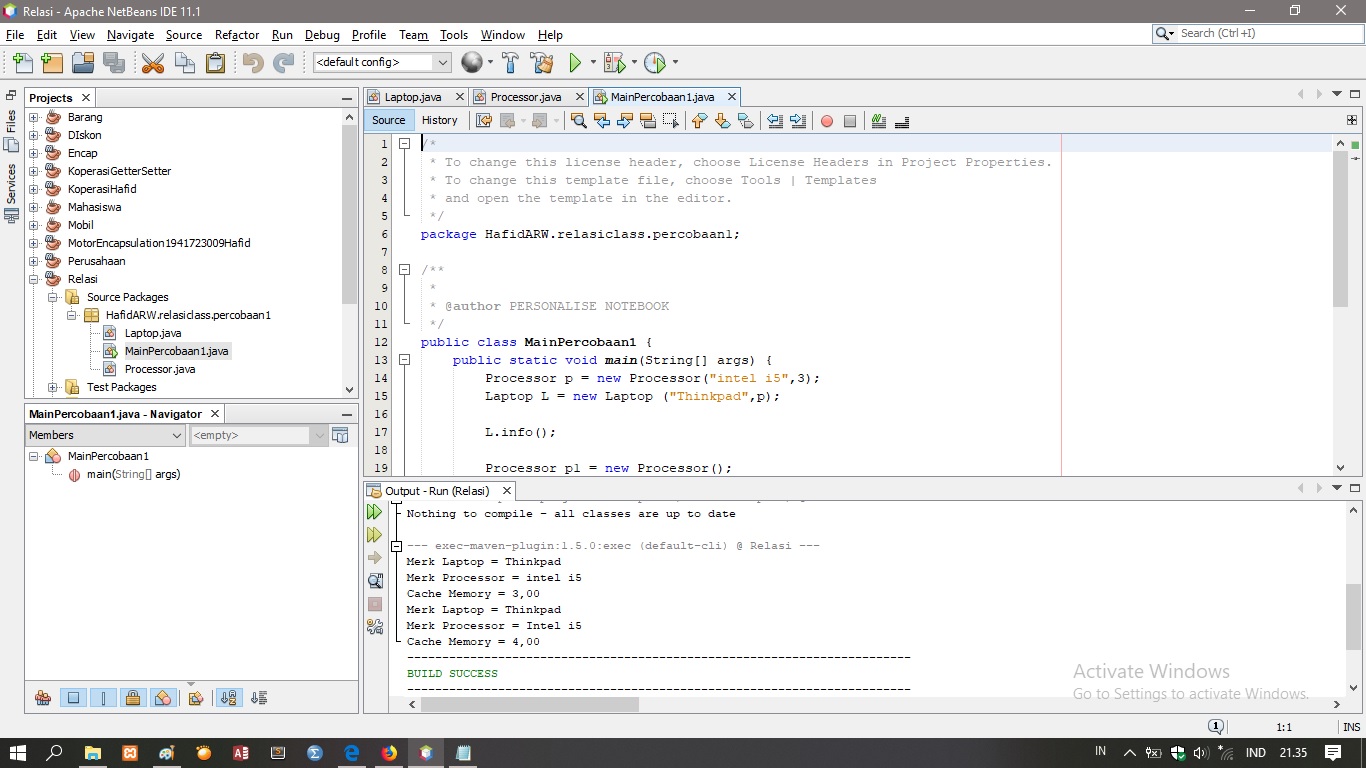 Relasi - Apache NetBeans IDE 11.1
File Edit View Navigate Source Refactor Run Debug Profile Team Tools Window Help
Search (Ctrl +I)
<default config>
Files
Services
Projects
Barang
DIskon
Encap
KoperasiGetterSetter
KoperasiHafid
Mahasiswa
Mobil
MotorEncapsulation1941723009Hafid
Perusahaan
Relasi
Source Packages
HafidARW.relasiclass.percobaan1
Laptop.java
MainPercobaan1.java
Processor.java
Test Packages
MainPercobaan1.java - Navigator
Members <empty>
MainPercobaan1
main(String[] args)
Laptop.java Processor.java MainPercobaan1.java
Source History
1 /*
2 * To change this license header, choose License Headers in Project Properties.
3 * To change this template file, choose Tools | Templates
4 * and open the template in the editor.
5 */
6 package HafidARW.relasiclass.percobaan1;
7
8 /**
9 *
10 * @author PERSONALISE NOTEBOOK
11 */
12 public class MainPercobaan1 {
13 public static void main(String[] args) {
14 Processor p = new Processor("intel i5",3);
15 Laptop L = new Laptop ("Thinkpad",p);
16
17 L.info();
18
19 Processor p1 = new Processor();
Output - Run (Relasi)
Nothing to compile - all classes are up to date
--- exec-maven-plugin:1.5.0:exec (default-cli) @ Relasi ---
Merk Laptop = Thinkpad
Merk Processor = intel i5
Cache Memory = 3,00
Merk Laptop = Thinkpad
Merk Processor = Intel i5
Cache Memory = 4,00
------------------------------------------------------------------------
BUILD SUCCESS
------------------------------------------------------------------------
Activate Windows
Go to Settings to activate Windows.
1:1 INS
IN IND 21.35